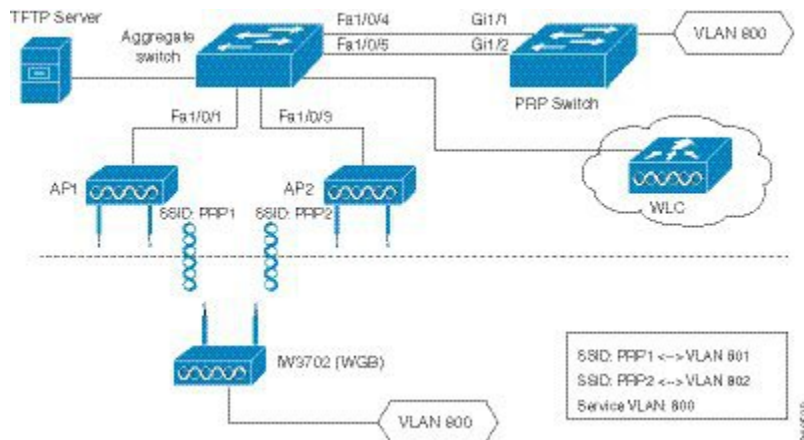 TFTP Server
Aggregate
switch
Fa1/0/4
Gi1/1
Fa1/0/5
Gi1/2
VLAN 800
PRP Switch
Fa1/0/1
Fa1/0/3
AP1
AP2
SSID: PRP1
SSID: PRP2
WLC
IW3702 (WGB)
VLAN 800
SSID: PRP1 <--> VLAN 801
SSID: PRP2 <--> VLAN 802
Service VLAN: 800